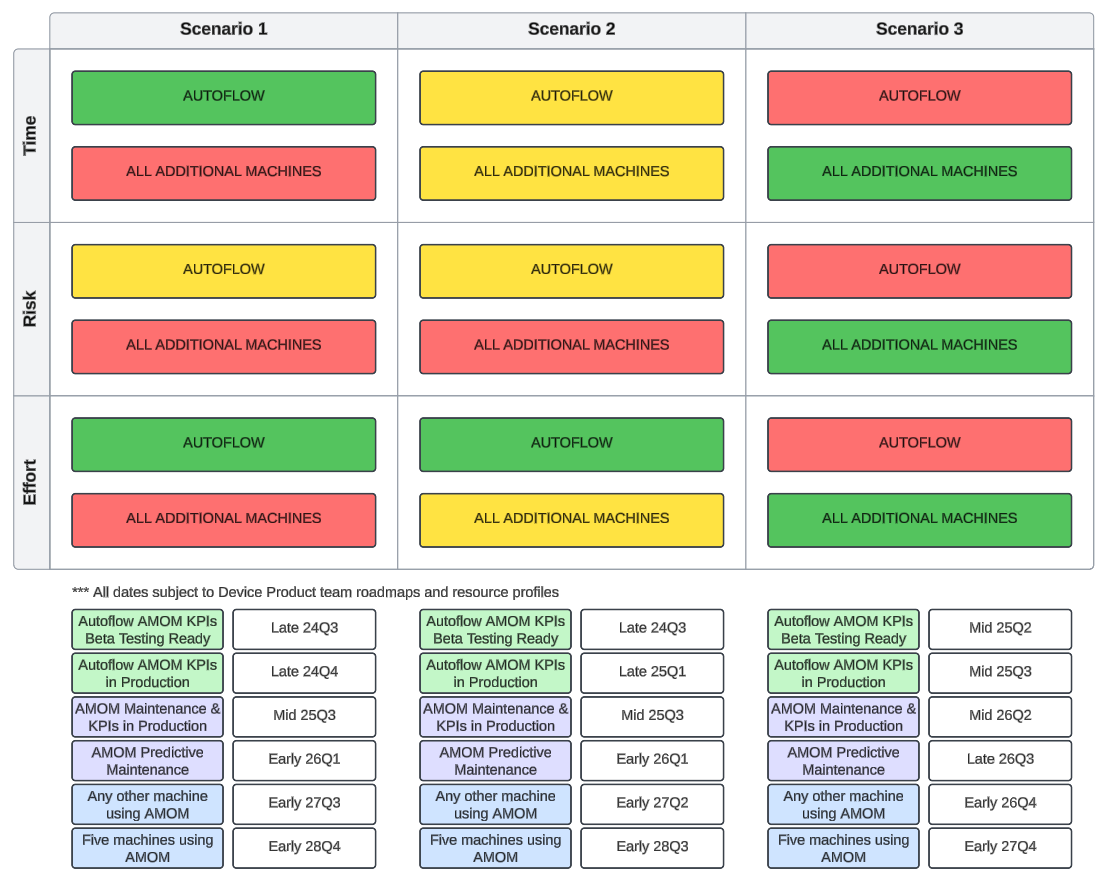 Scenario 1
Scenario 2
Scenario 3
Time
AUTOFLOW
AUTOFLOW
AUTOFLOW
ALL ADDITIONAL MACHINES
ALL ADDITIONAL MACHINES
ALL ADDITIONAL MACHINES
Risk
AUTOFLOW
AUTOFLOW
AUTOFLOW
ALL ADDITIONAL MACHINES
ALL ADDITIONAL MACHINES
ALL ADDITIONAL MACHINES
Effort
AUTOFLOW
AUTOFLOW
AUTOFLOW
ALL ADDITIONAL MACHINES
ALL ADDITIONAL MACHINES
ALL ADDITIONAL MACHINES
*** All dates subject to Device Product team roadmaps and resource profiles
Autoflow AMOM KPIs
Beta Testing Ready
Late 24Q3
Autoflow AMOM KPIs
in Production
Late 24Q4
AMOM Maintenance &
KPIs in Production
Mid 25Q3
AMOM Predictive
Maintenance
Early 26Q1
Any other machine
using AMOM
Early 27Q3
Five machines using
AMOM
Early 28Q4
Autoflow AMOM KPIs
Beta Testing Ready
Late 24Q3
Autoflow AMOM KPIs
in Production
Late 25Q1
AMOM Maintenance &
KPIs in Production
Mid 25Q3
AMOM Predictive
Maintenance
Early 26Q1
Any other machine
using AMOM
Early 27Q2
Five machines using
AMOM
Early 28Q3
Autoflow AMOM KPIs
Beta Testing Ready
Mid 25Q2
Autoflow AMOM KPIs
in Production
Mid 25Q3
AMOM Maintenance &
KPIs in Production
Mid 26Q2
AMOM Predictive
Maintenance
Late 26Q3
Any other machine
using AMOM
Early 26Q4
Five machines using
AMOM
Early 27Q4